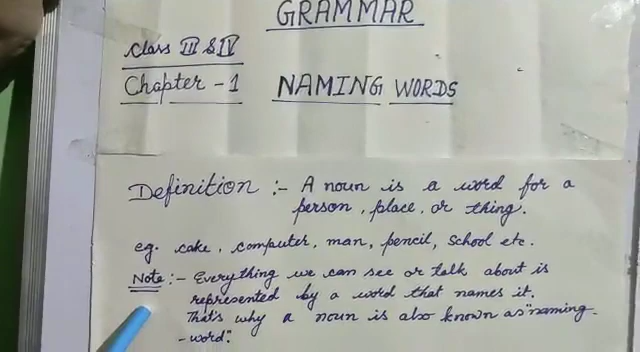 GRAMMAR
Class III & IV
Chapter - 1 NAMING WORDS
Definition :- A noun is a word for a
person, place, or thing.
eg. cake, computer, man, pencil, School etc.
Note :- Everything we can see or talk about is
represented by a word that names it.
That's why a noun is also known as "naming-
-word".